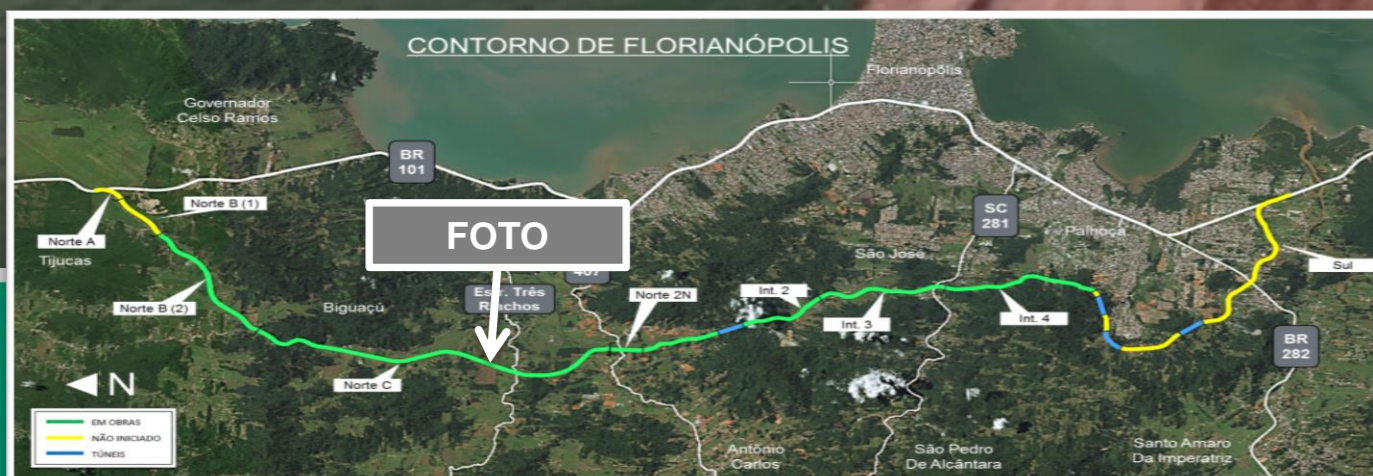 CONTORNO DE FLORIANÓPOLIS
Florianópolis
Governador
Celso Ramos
BR
101
Norte B (1)
Norte A
Tijucas
FOTO
SC
281
Palhoça
São José
Sul
407
Estr. Três
Riachos
Norte 2N
Int. 2
Norte B (2)
Biguaçú
Int. 3
Int. 4
BR
282
N
Norte C
EM OBRAS
NÃO INICIADO
TÚNEIS
Antônio
Carlos
São Pedro
De Alcântara
Santo Amaro
Da Imperatriz